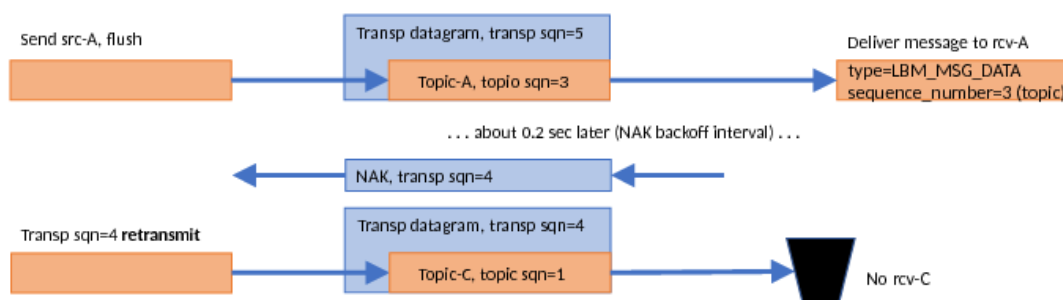 Send src-A, flush
Transp datagram, transp sqn=5
Topic-A, topio sqn=3
Deliver message to rcv-A
type=LBM_MSG_DATA
sequence_number=3 (topic)
. . . about 0.2 sec later (NAK backoff interval) . . .
NAK, transp sqn=4
Transp sqn=4 retransmit
Transp datagram, transp sqn=4
Topic-C, topic sqn=1
No rcv-C